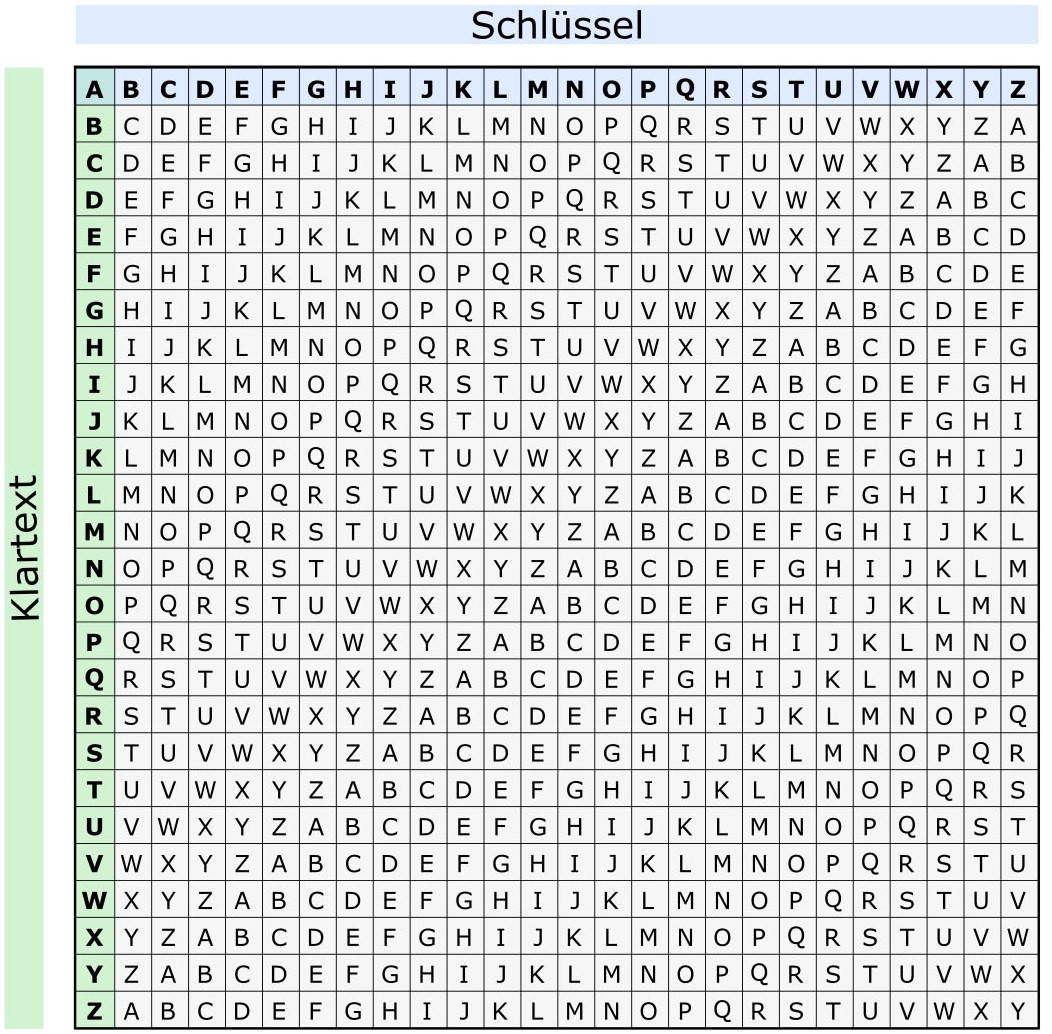 Schlüssel
Klartext
A B C D E F G H I J K L M N O P Q R S T U V W X Y Z
B C D E F G H I J K L M N O P Q R S T U V W X Y Z A
C D E F G H I J K L M N O P Q R S T U V W X Y Z A B
D E F G H I J K L M N O P Q R S T U V W X Y Z A B C
E F G H I J K L M N O P Q R S T U V W X Y Z A B C D
F G H I J K L M N O P Q R S T U V W X Y Z A B C D E
G H I J K L M N O P Q R S T U V W X Y Z A B C D E F
H I J K L M N O P Q R S T U V W X Y Z A B C D E F G
I J K L M N O P Q R S T U V W X Y Z A B C D E F G H
J K L M N O P Q R S T U V W X Y Z A B C D E F G H I
K L M N O P Q R S T U V W X Y Z A B C D E F G H I J
L M N O P Q R S T U V W X Y Z A B C D E F G H I J K
M N O P Q R S T U V W X Y Z A B C D E F G H I J K L
N O P Q R S T U V W X Y Z A B C D E F G H I J K L M
O P Q R S T U V W X Y Z A B C D E F G H I J K L M N
P Q R S T U V W X Y Z A B C D E F G H I J K L M N O
Q R S T U V W X Y Z A B C D E F G H I J K L M N O P
R S T U V W X Y Z A B C D E F G H I J K L M N O P Q
S T U V W X Y Z A B C D E F G H I J K L M N O P Q R
T U V W X Y Z A B C D E F G H I J K L M N O P Q R S
U V W X Y Z A B C D E F G H I J K L M N O P Q R S T
V W X Y Z A B C D E F G H I J K L M N O P Q R S T U
W X Y Z A B C D E F G H I J K L M N O P Q R S T U V
X Y Z A B C D E F G H I J K L M N O P Q R S T U V W
Y Z A B C D E F G H I J K L M N O P Q R S T U V W X
Z A B C D E F G H I J K L M N O P Q R S T U V W X Y